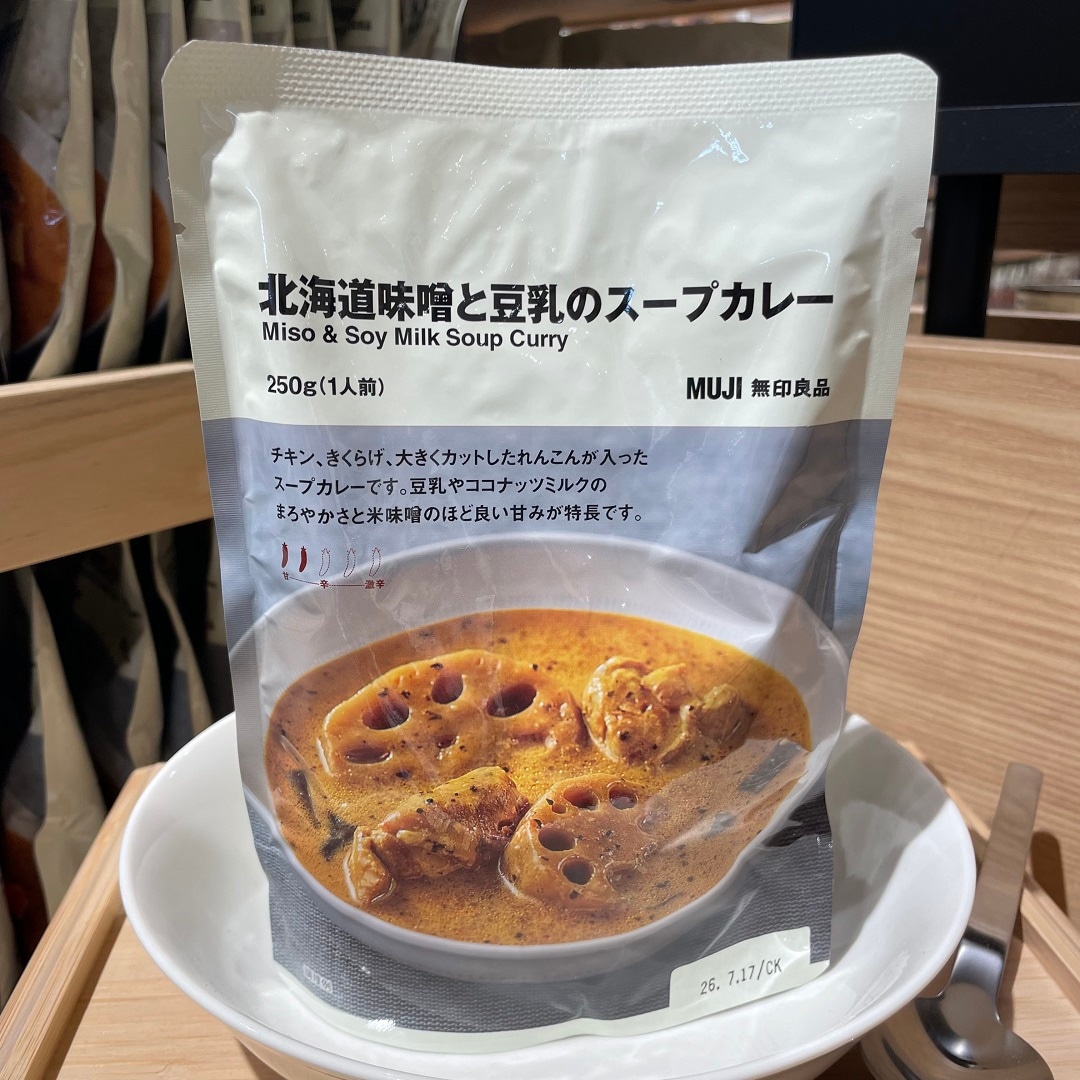 北海道味噌と豆乳のスープカレー
Miso & Soy Milk Soup Curry
250g(1人前)
MUJI 無印良品
チキン、きくらげ、大きくカットしたれんこんが入った
スープカレーです。豆乳やココナッツミルクの
まろやかさと米味噌のほど良い甘みが特長です。
甘 辛 激辛
26. 7.17/CK